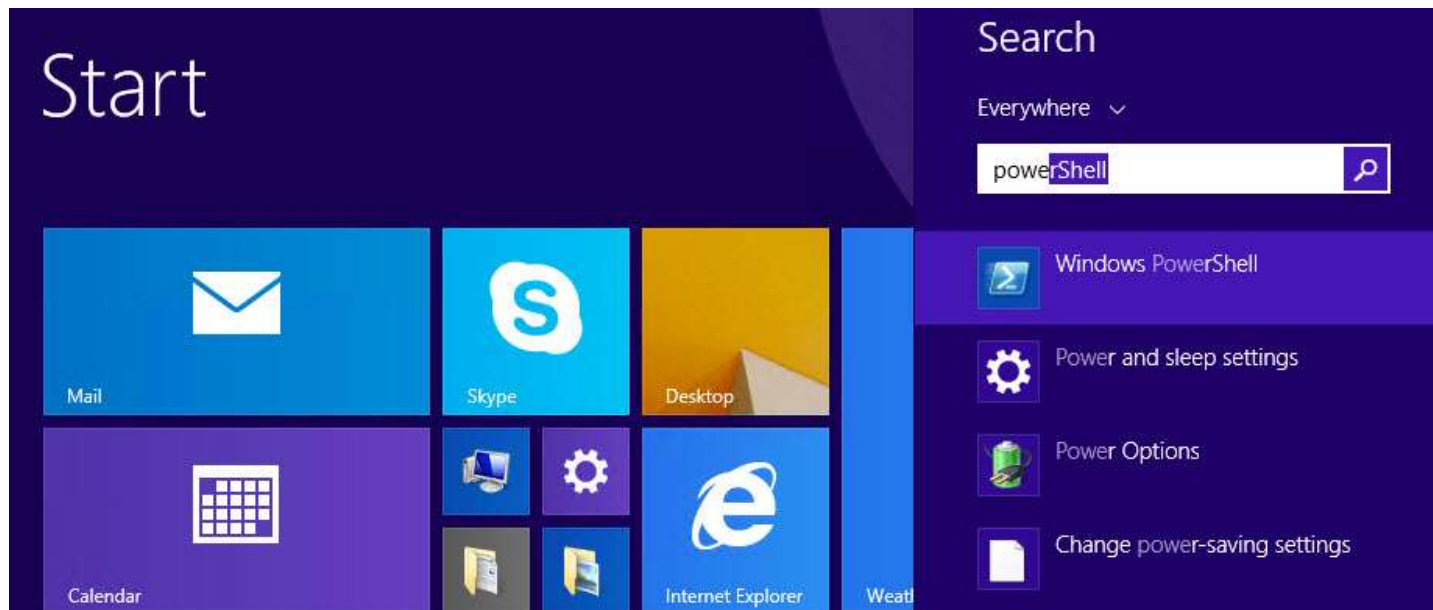 Start
Mail
Skype
Desktop
Calendar
Internet Explorer
Search
Everywhere
powerShell
Windows PowerShell
Power and sleep settings
Power Options
Change power-saving settings